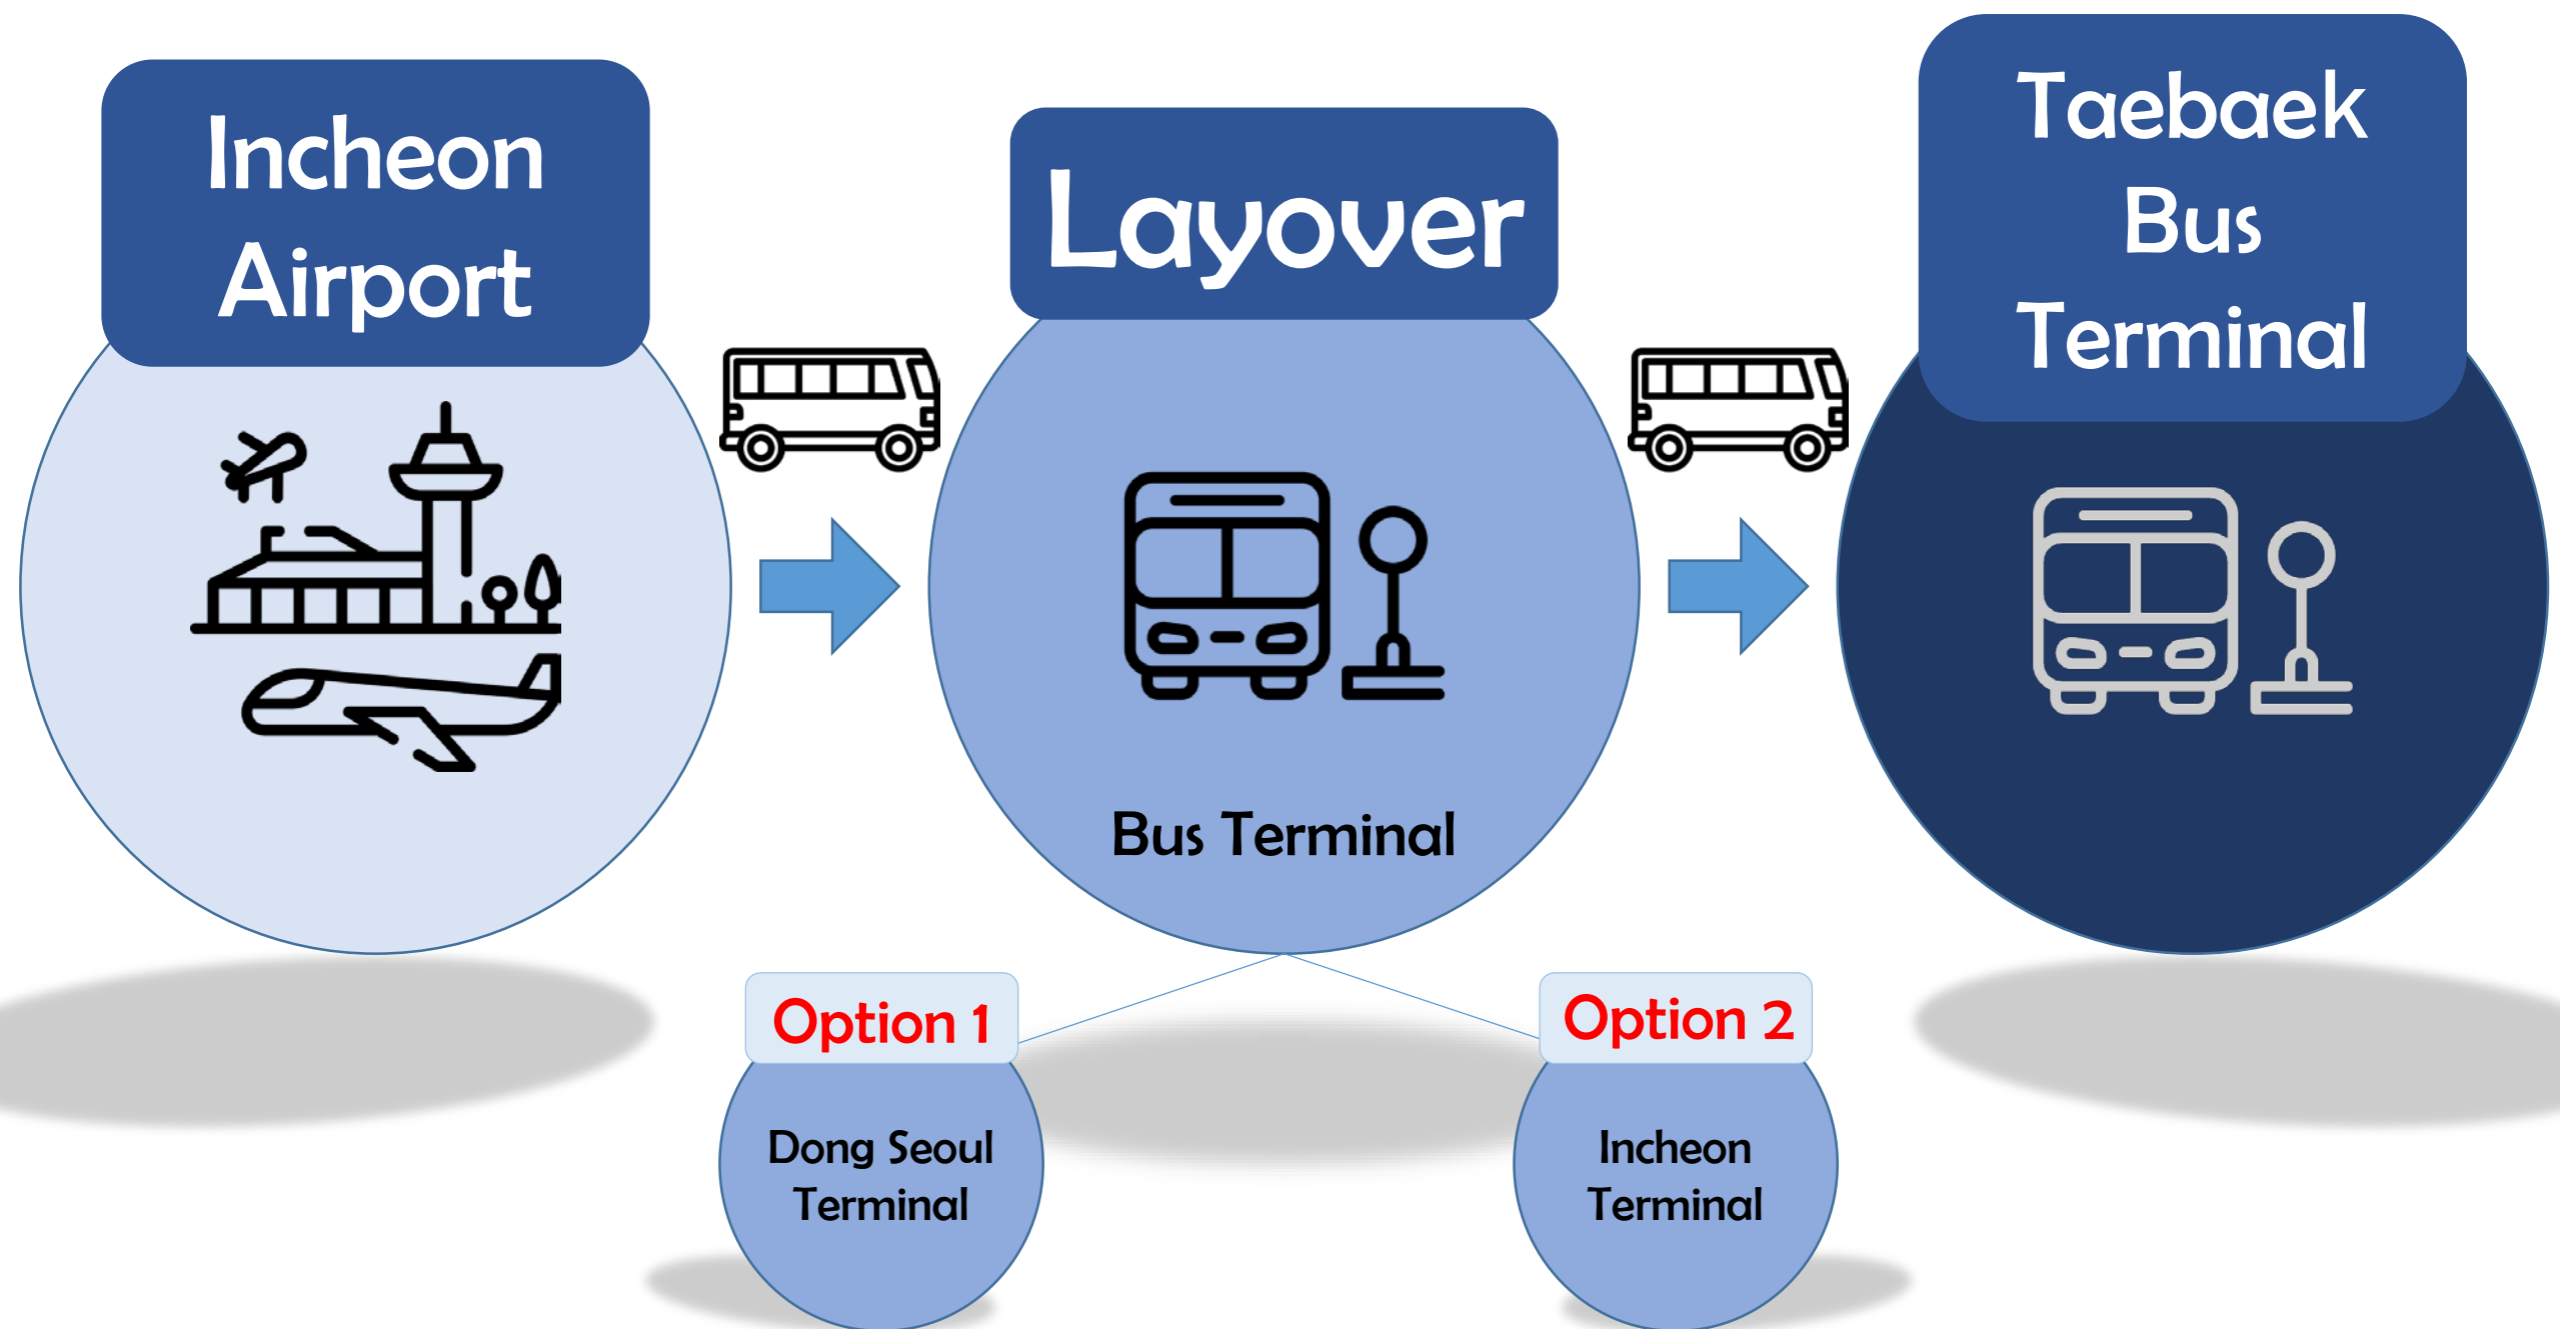 Incheon
Airport
Layover
Taebaek
Bus
Terminal
Bus Terminal
Option 1
Dong Seoul
Terminal
Option 2
Incheon
Terminal